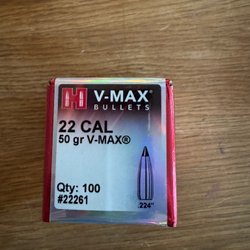 H V-MAX®
BULLETS
22 CAL
50 gr V-MAX®
Qty: 100
#22261
.224"